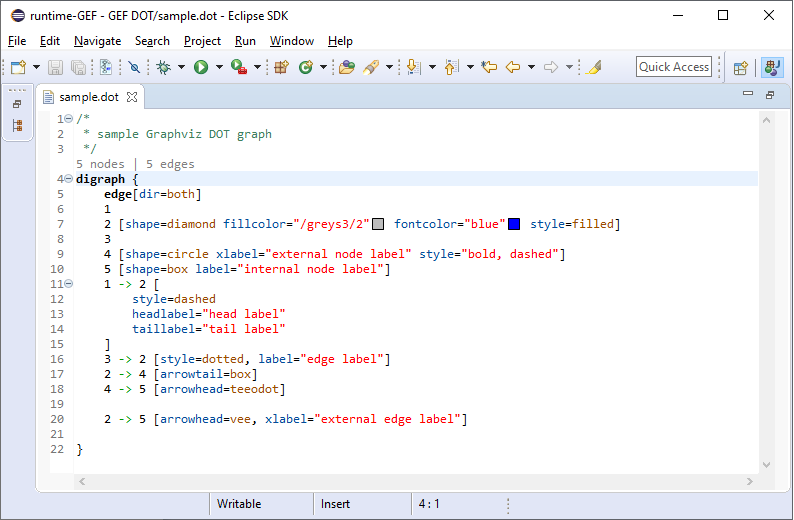 runtime-GEF - GEF DOT/sample.dot - Eclipse SDK
File Edit Navigate Search Project Run Window Help
Quick Access
sample.dot
1 /*
2  * sample Graphviz DOT graph
3  */
5 nodes | 5 edges
4 digraph {
5     edge[dir=both]
6     1
7     2 [shape=diamond fillcolor="/greys3/2" fontcolor="blue" style=filled]
8     3
9     4 [shape=circle xlabel="external node label" style="bold, dashed"]
10     5 [shape=box label="internal node label"]
11     1 -> 2 [
12         style=dashed
13         headlabel="head label"
14         taillabel="tail label"
15     ]
16     3 -> 2 [style=dotted, label="edge label"]
17     2 -> 4 [arrowtail=box]
18     4 -> 5 [arrowhead=teeodot]
19
20     2 -> 5 [arrowhead=vee, xlabel="external edge label"]
21
22 }
Writable Insert 4 : 1